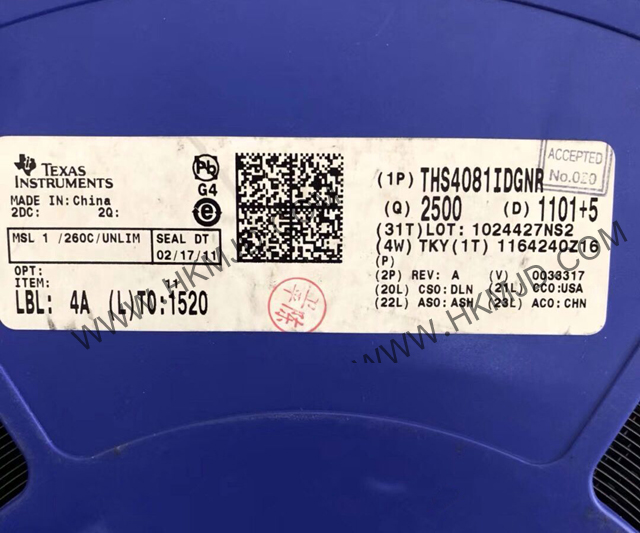 TEXAS
INSTRUMENTS
MADE IN: China
2DC: 2Q:
MSL 1 /260C/UNLIM
SEAL DT
02/17/11
OPT:
ITEM:
LBL: 4A (L)TO:1520
Pb
G4
e
(1P) THS4081IDGNR
(Q) 2500 (D) 1101+5
(31T)LOT: 1024427NS2
(4W) TKY(1T) 1164240Z16
(P)
(2P) REV: A (V) 0033317
(20L) CSO:DLN (21L) CCO:USA
(22L) ASO:ASH (23L) ACO:CHN
ACCEPTED
No.020
WWW.HKMJD.COM
WWW.HKMJD.COM